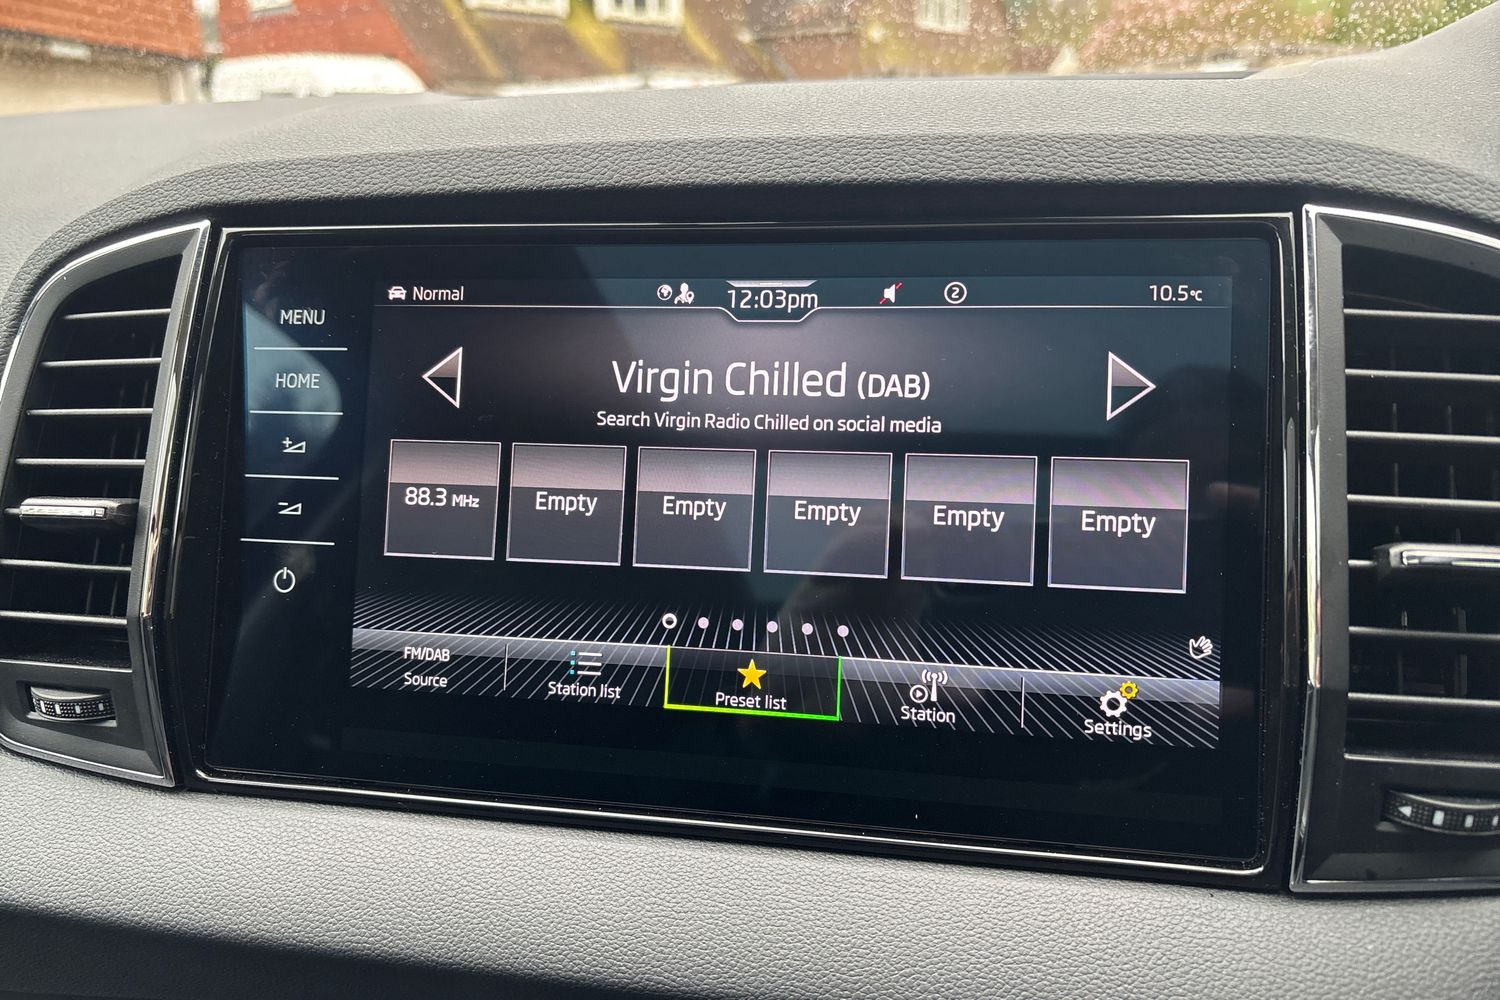 Normal
12:03pm
2
10.5°C
MENU
HOME
Virgin Chilled (DAB)
Search Virgin Radio Chilled on social media
88.3 MHz
Empty
Empty
Empty
Empty
Empty
FM/DAB
Source
Station list
Preset list
Station
Settings